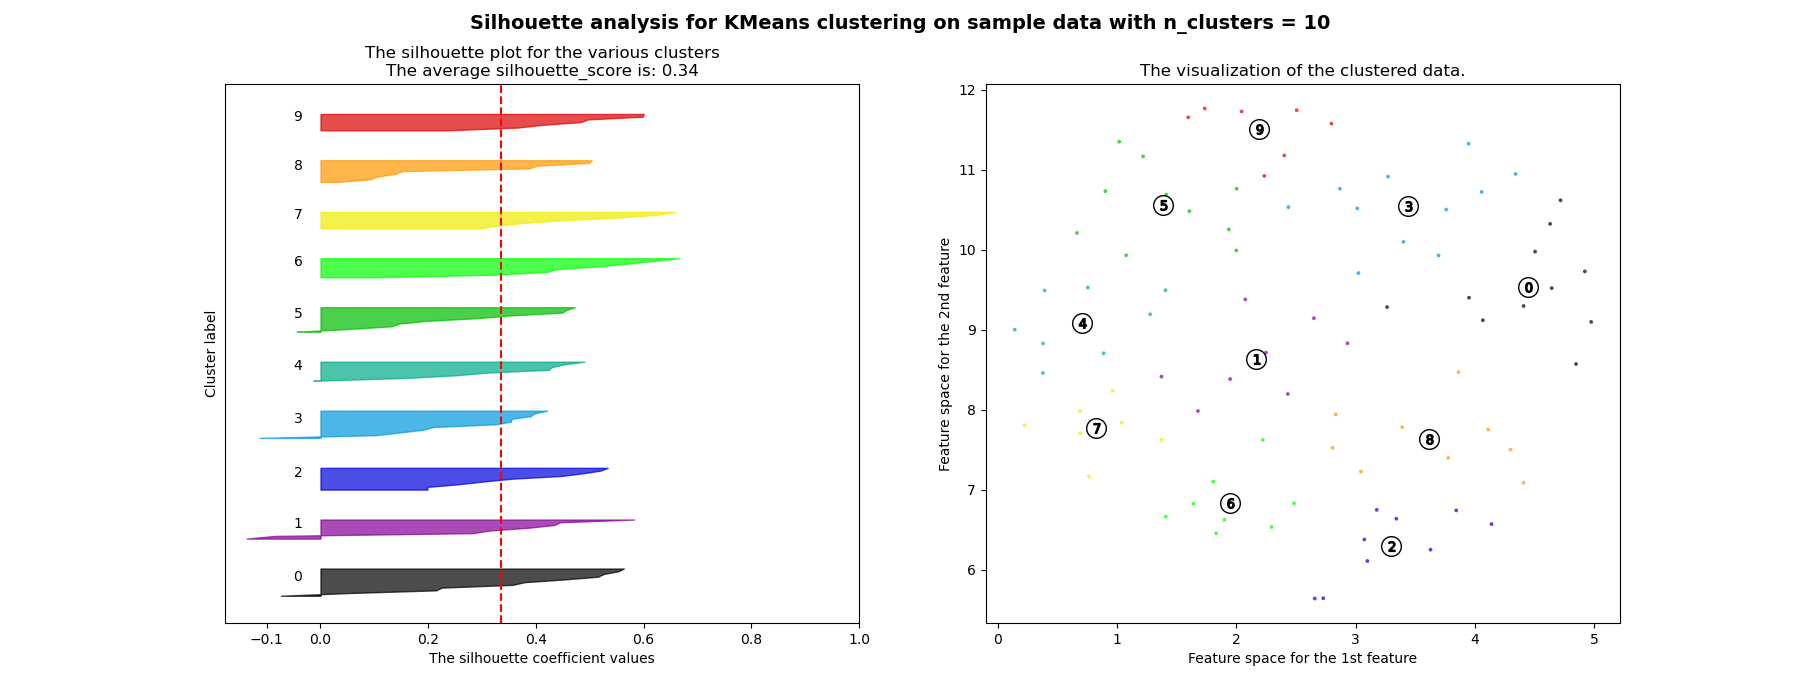 Silhouette analysis for KMeans clustering on sample data with n_clusters = 10
The silhouette plot for the various clusters
The average silhouette_score is: 0.34
9
8
7
6
5
4
3
2
1
0
Cluster label
−0.1 0.0 0.2 0.4 0.6 0.8 1.0
The silhouette coefficient values
The visualization of the clustered data.
12
11
10
9
8
7
6
Feature space for the 2nd feature
9
5
3
0
4
1
7
8
6
2
0 1 2 3 4 5
Feature space for the 1st feature